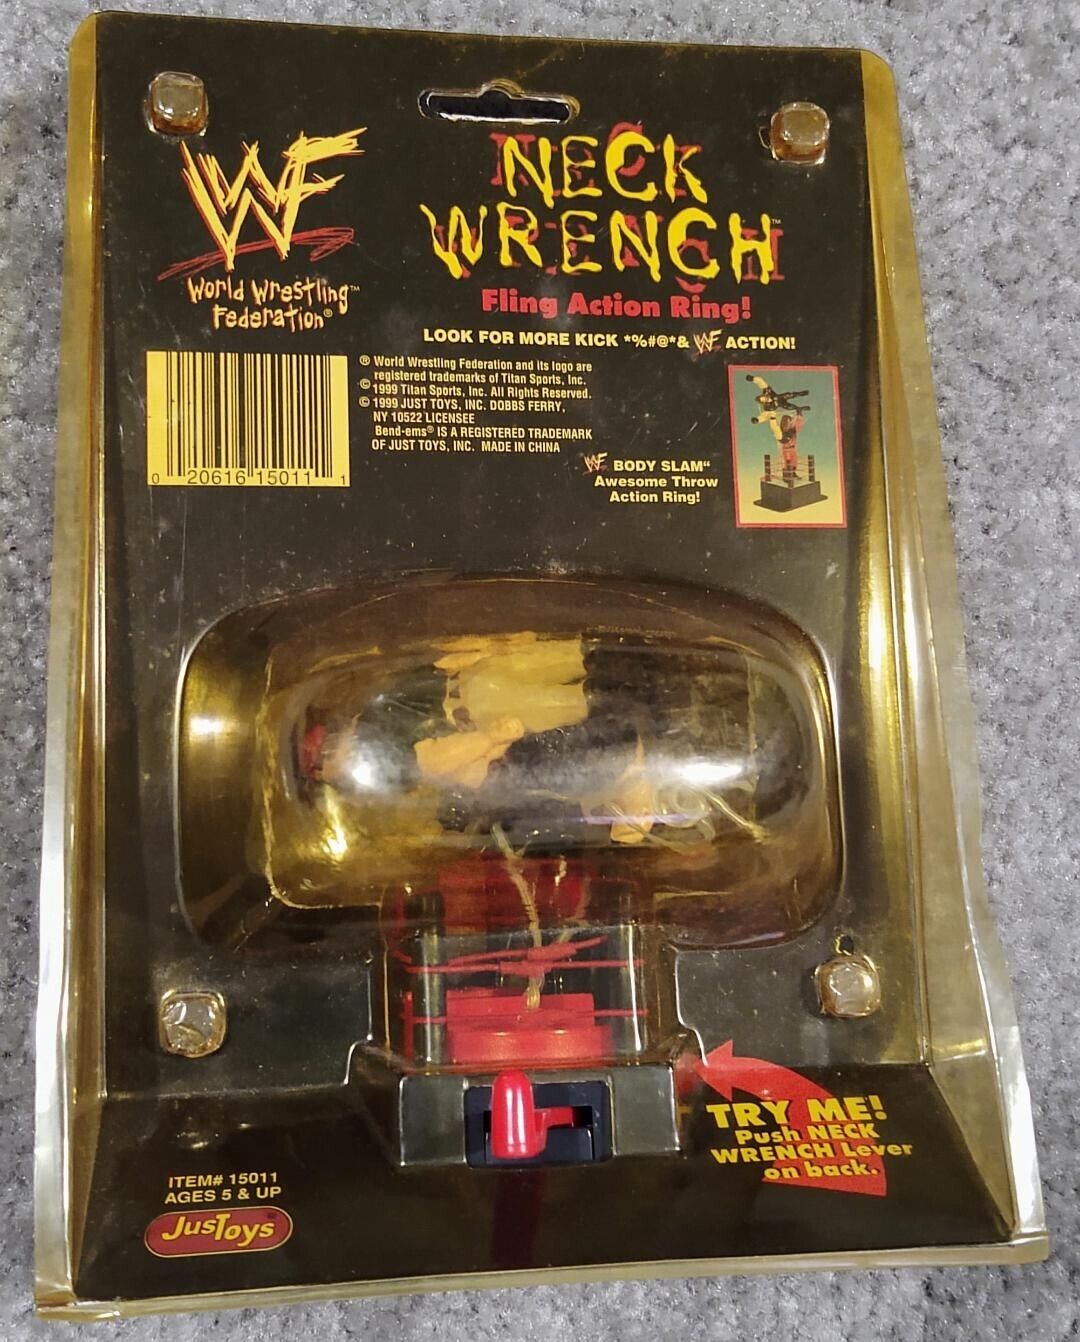 WF
World Wrestling™
Federation®
NECK
WRENCH™
Fling Action Ring!
LOOK FOR MORE KICK *%#@*& WF ACTION!
® World Wrestling Federation and its logo are
registered trademarks of Titan Sports, Inc.
© 1999 Titan Sports, Inc. All Rights Reserved.
© 1999 JUST TOYS, INC. DOBBS FERRY,
NY 10522 LICENSEE
Bend-ems® IS A REGISTERED TRADEMARK
OF JUST TOYS, INC. MADE IN CHINA
0 20616 15011 1
WF BODY SLAM™
Awesome Throw
Action Ring!
TRY ME!
Push NECK
WRENCH Lever
on back.
ITEM# 15011
AGES 5 & UP
JusToys™